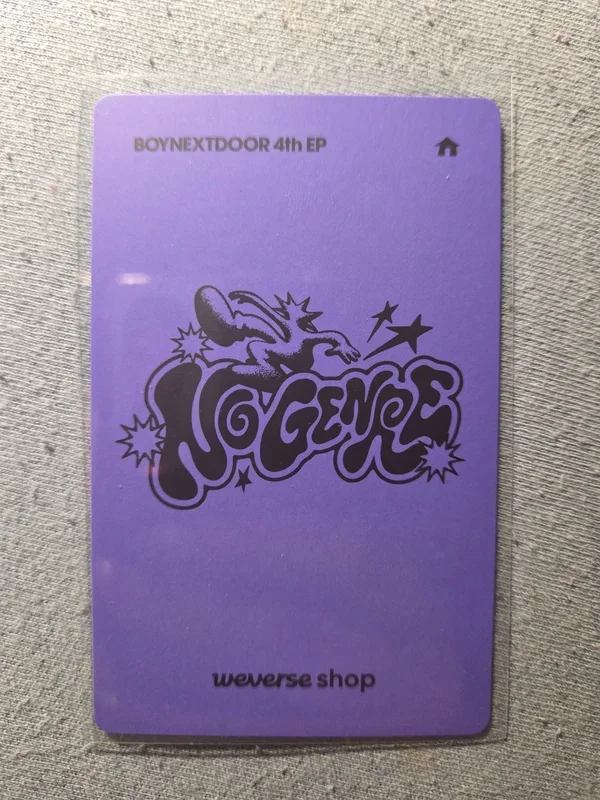 BOYNEXTDOOR 4th EP
NO GENRE
weverse shop